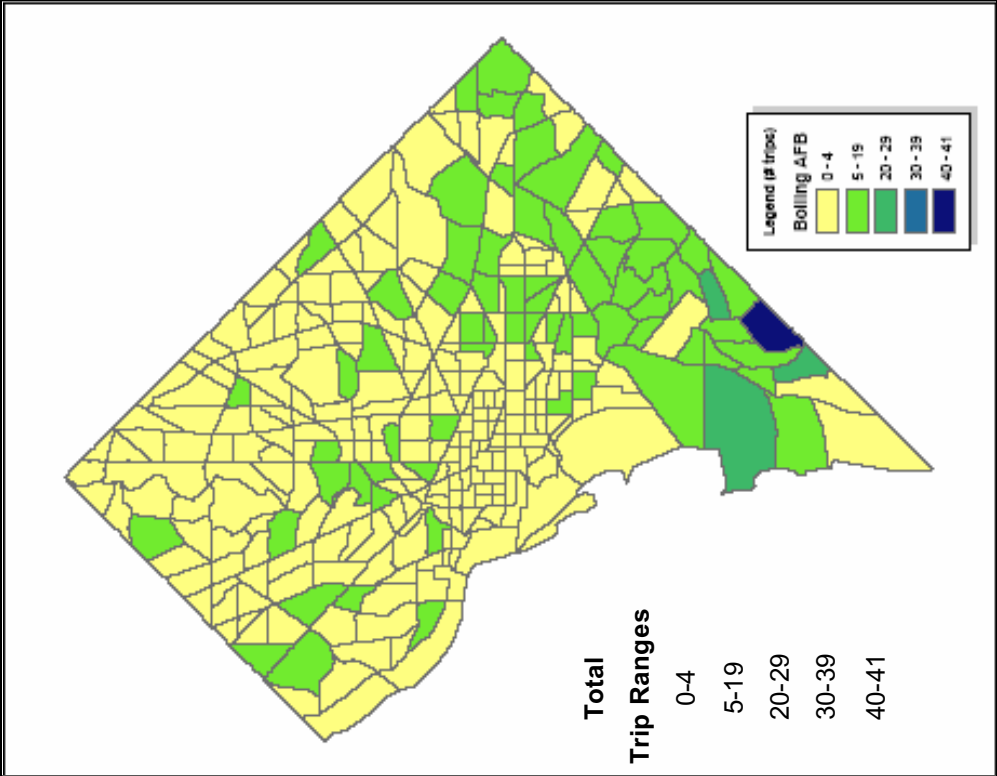 Legend (# trips)
Bolling AFB
0 - 4
5 - 19
20 - 29
30 - 39
40 - 41
Total
Trip Ranges
0-4
5-19
20-29
30-39
40-41